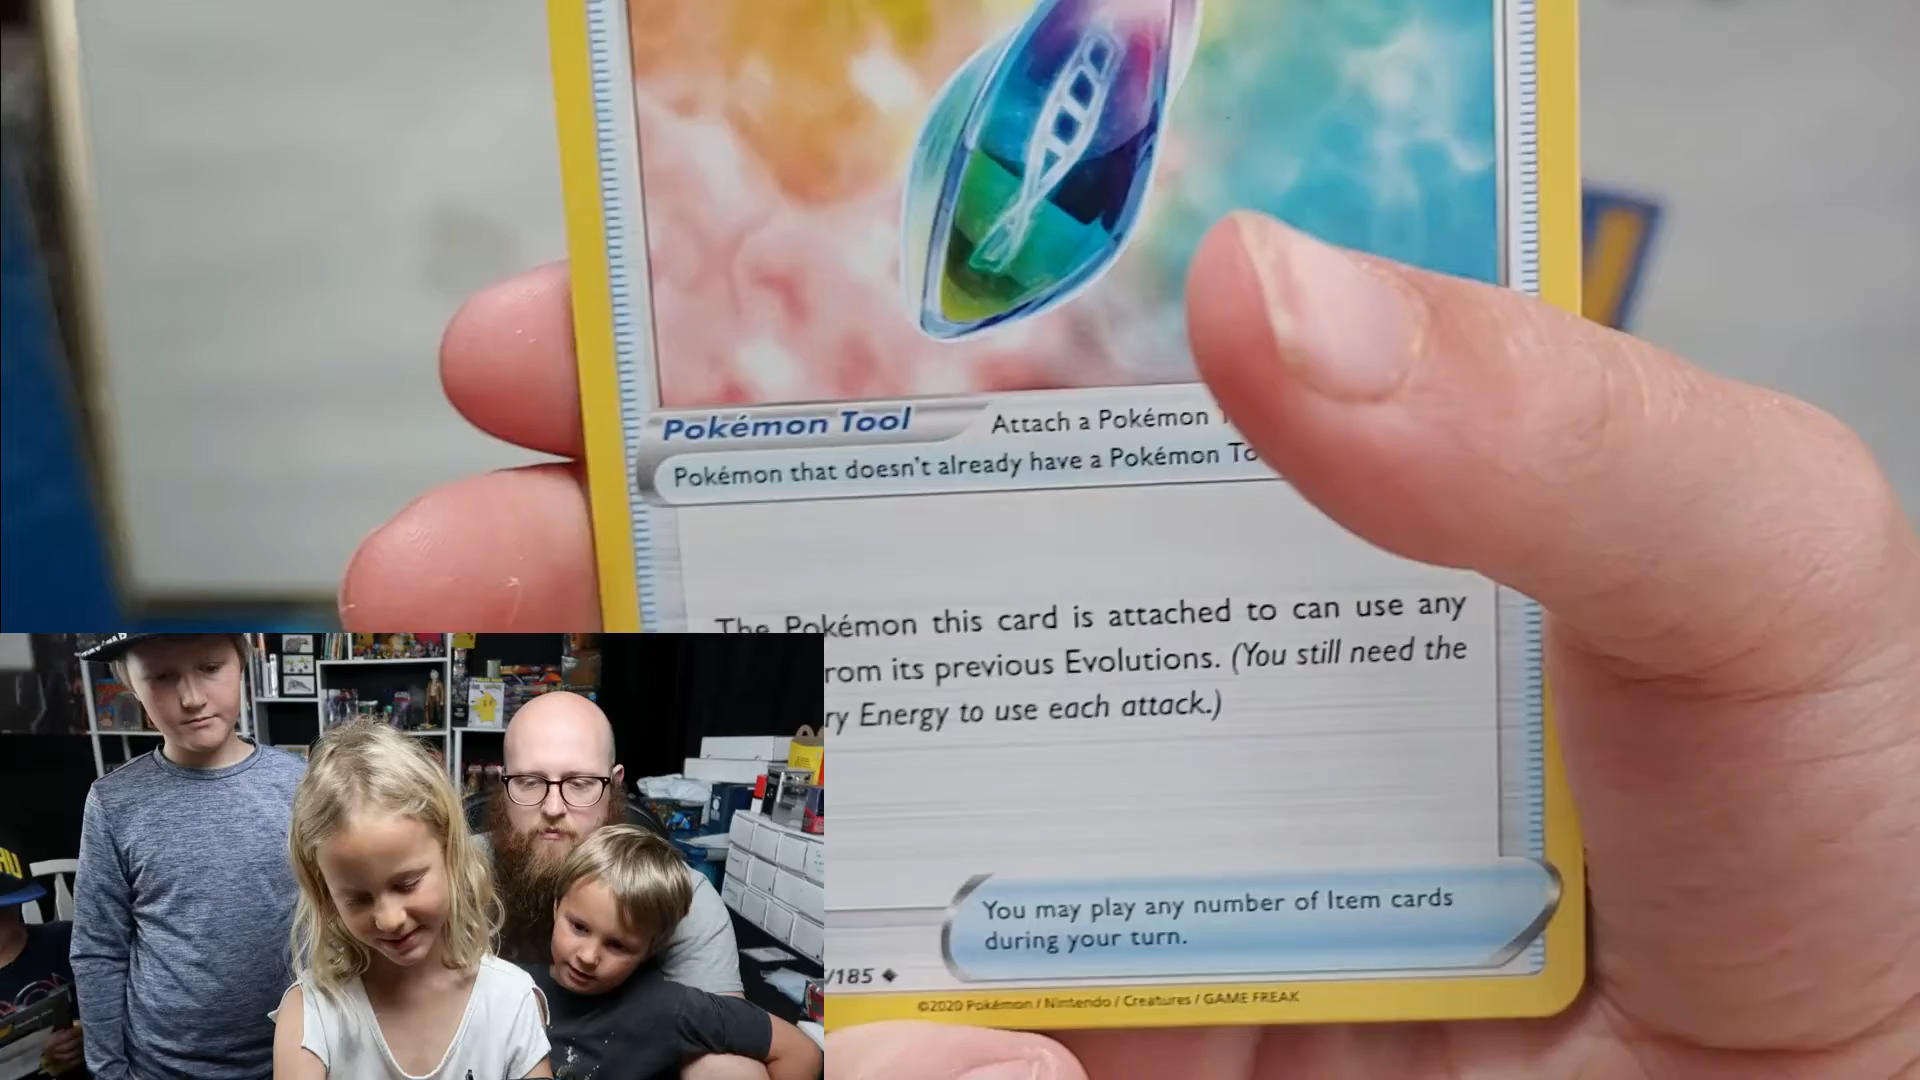 Pokémon Tool
Attach a Pokémon
Pokémon that doesn't already have a Pokémon To
The Pokémon this card is attached to can use any
rom its previous Evolutions. (You still need the
ry Energy to use each attack.)
You may play any number of Item cards
during your turn.
/185
©2020 Pokémon / Nintendo / Creatures / GAME FREAK